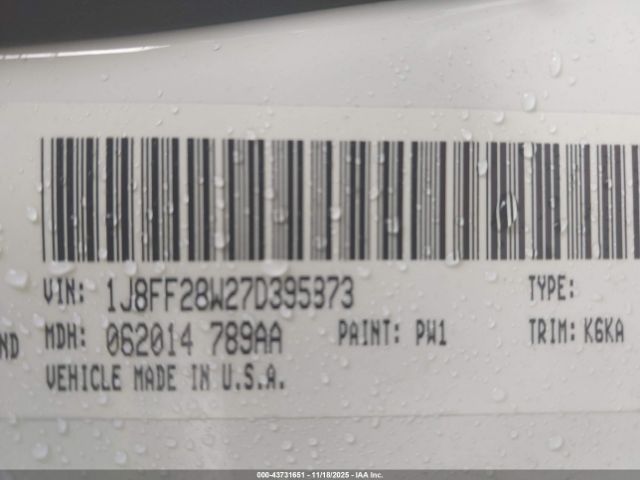 VIN: 1J8FF28W27D395873 TYPE:
ND MDH: 062014 789AA PAINT: PW1 TRIM: K6KA
VEHICLE MADE IN U.S.A.
000-43731651 - 11/18/2025 - IAA Inc.